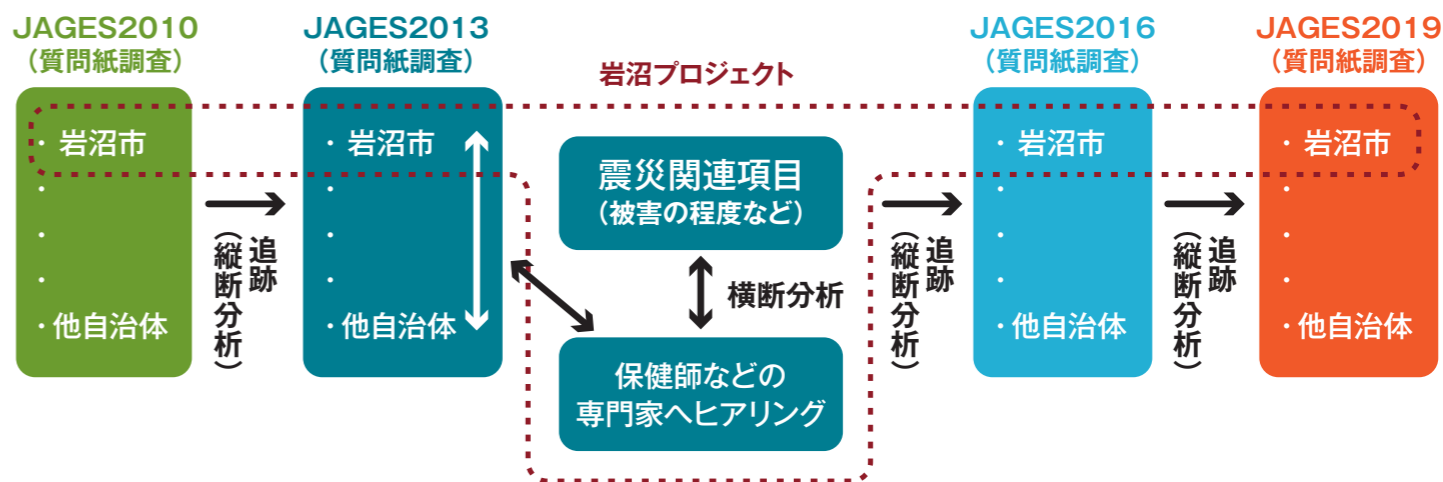 JAGES2010
（質問紙調査）
・岩沼市
・
・
・
・他自治体
追跡
（縦断分析）
JAGES2013
（質問紙調査）
・岩沼市
・
・
・
・他自治体
岩沼プロジェクト
震災関連項目
（被害の程度など）
横断分析
保健師などの
専門家へヒアリング
追跡
（縦断分析）
JAGES2016
（質問紙調査）
・岩沼市
・
・
・
・他自治体
追跡
（縦断分析）
JAGES2019
（質問紙調査）
・岩沼市
・
・
・
・他自治体